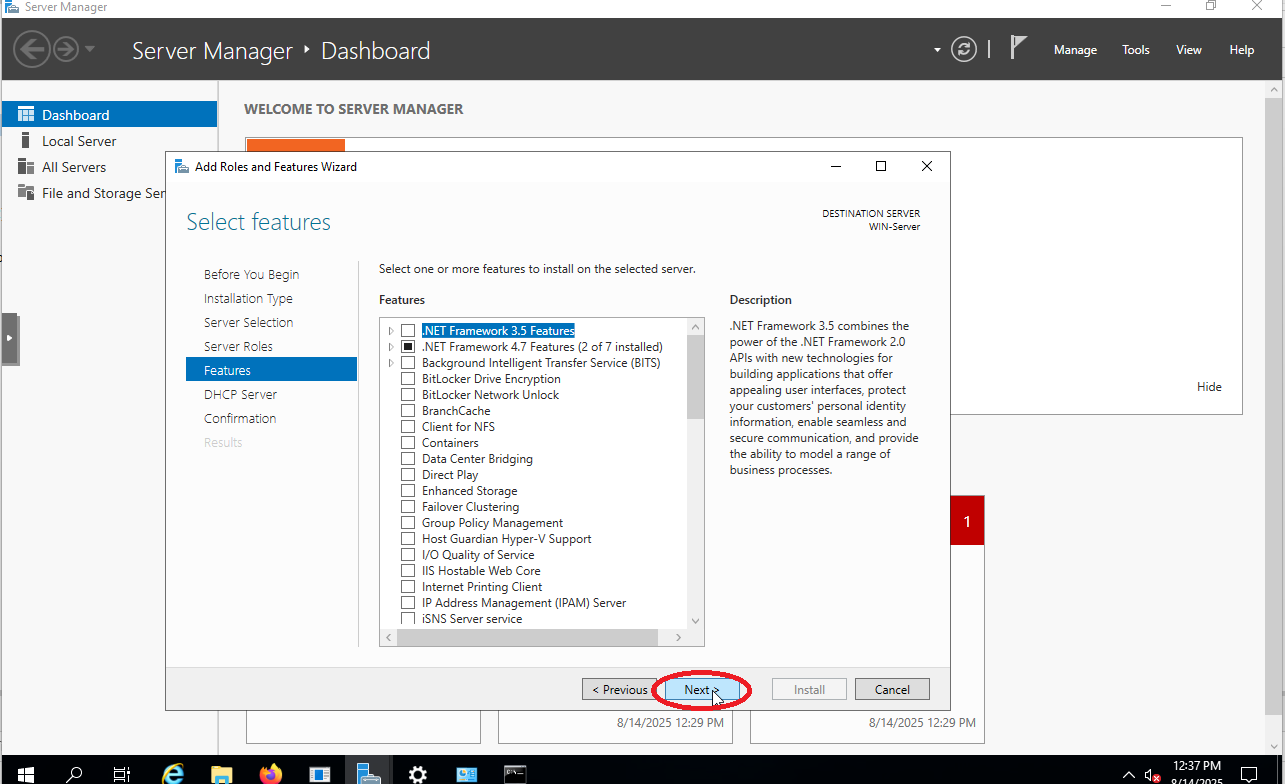 Server Manager
Server Manager ‣ Dashboard
Manage Tools View Help
Dashboard
Local Server
All Servers
File and Storage Ser
WELCOME TO SERVER MANAGER
Add Roles and Features Wizard
Select features
DESTINATION SERVER
WIN-Server
Before You Begin
Installation Type
Server Selection
Server Roles
Features
DHCP Server
Confirmation
Results
Select one or more features to install on the selected server.
Features
.NET Framework 3.5 Features
.NET Framework 4.7 Features (2 of 7 installed)
Background Intelligent Transfer Service (BITS)
BitLocker Drive Encryption
BitLocker Network Unlock
BranchCache
Client for NFS
Containers
Data Center Bridging
Direct Play
Enhanced Storage
Failover Clustering
Group Policy Management
Host Guardian Hyper-V Support
I/O Quality of Service
IIS Hostable Web Core
Internet Printing Client
IP Address Management (IPAM) Server
iSNS Server service
Description
.NET Framework 3.5 combines the
power of the .NET Framework 2.0
APIs with new technologies for
building applications that offer
appealing user interfaces, protect
your customers' personal identity
information, enable seamless and
secure communication, and provide
the ability to model a range of
business processes.
Hide
1
< Previous Next > Install Cancel
8/14/2025 12:29 PM
8/14/2025 12:29 PM
12:37 PM
8/14/2025